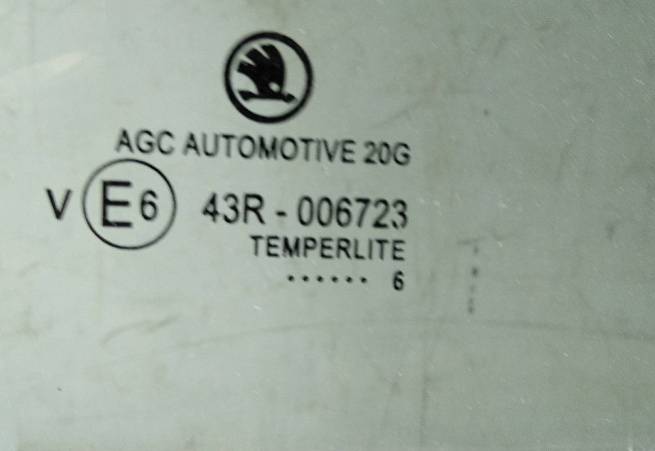 AGC AUTOMOTIVE 20G
V E6 43R - 006723
TEMPERLITE
...... 6